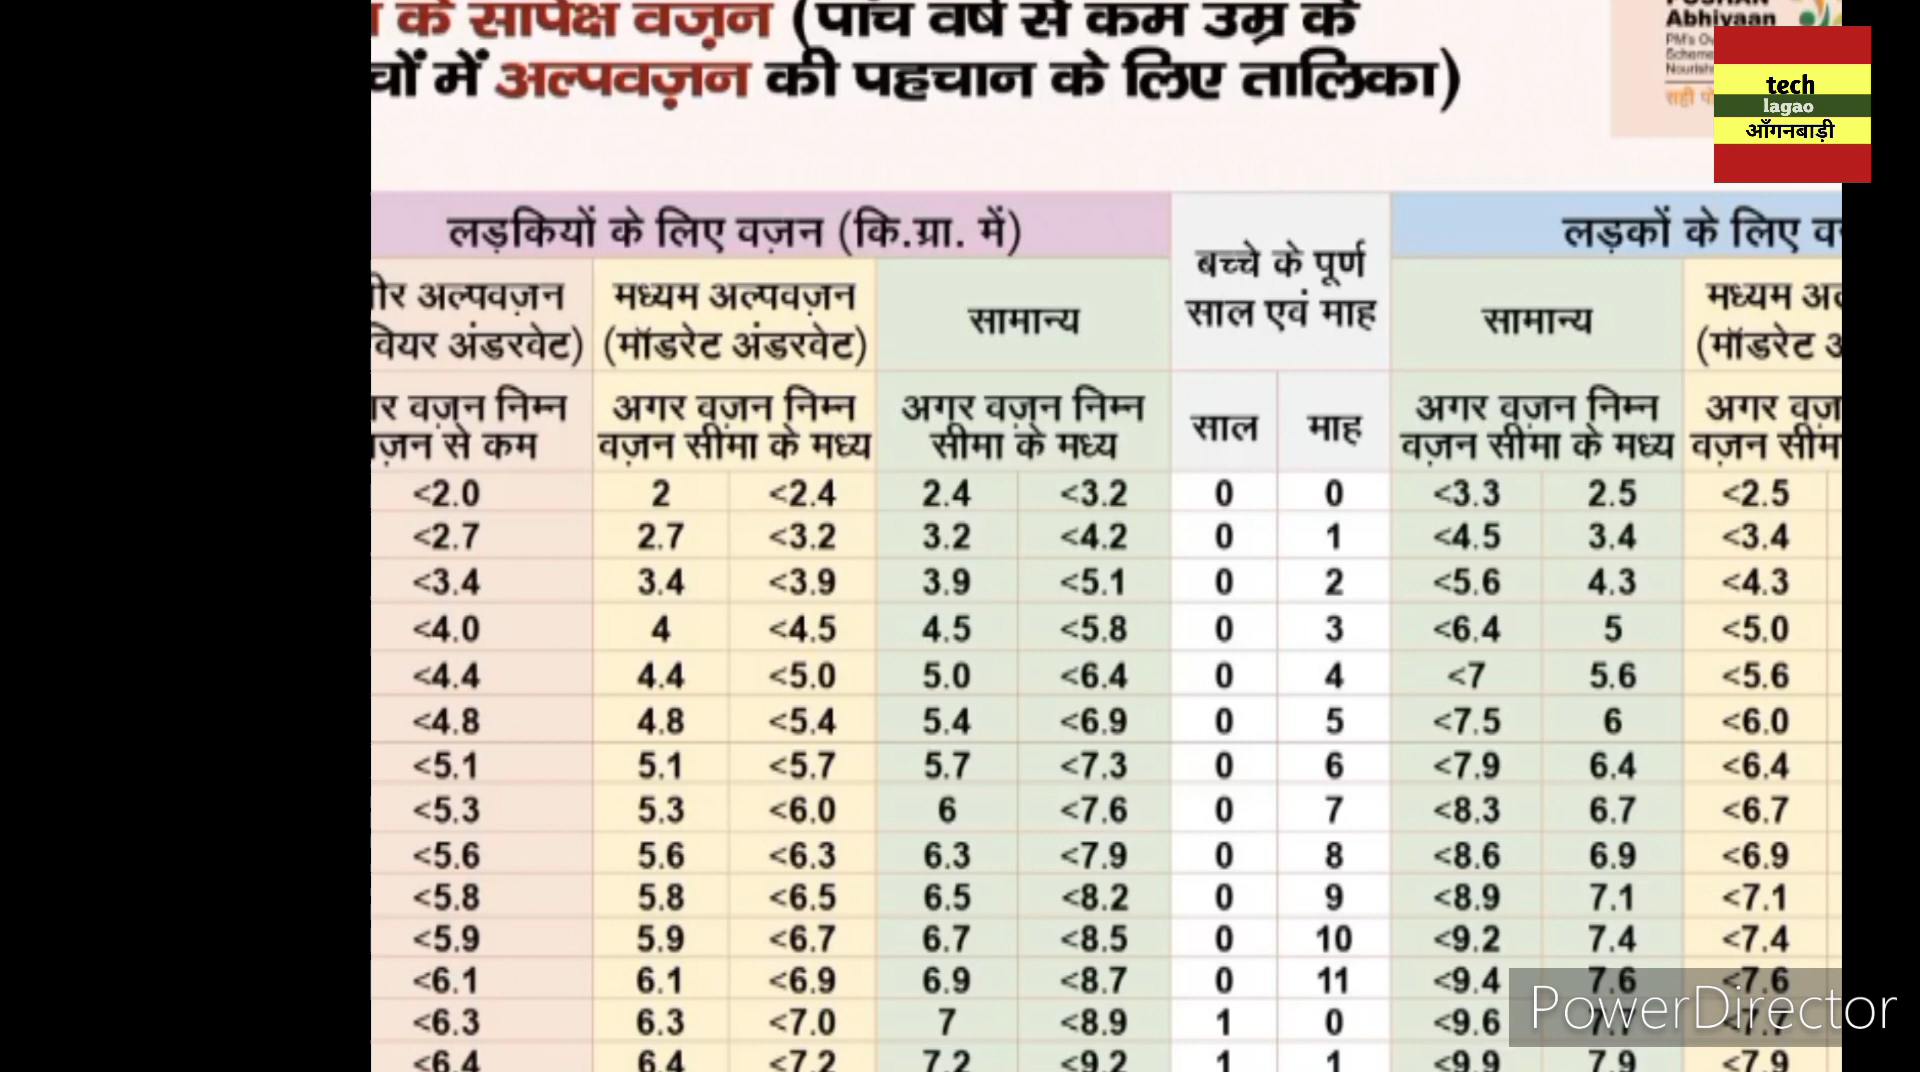 के सापेक्ष वज़न (पांच वर्ष से कम उम्र के
में अल्पवज़न की पहचान के लिए तालिका)
Abhiyaan
PM's
सही
tech
lagao
आँगनबाड़ी
लड़कियों के लिए वज़न (कि.ग्रा. में) बच्चे के पूर्ण साल एवं माह लड़कों के लिए
अल्पवज़न मध्यम अल्पवज़न सामान्य सामान्य मध्यम
अंडरवेट) (मॉडरेट अंडरवेट) (मॉडरेट
वज़न निम्न अगर वज़न निम्न अगर वज़न निम्न साल माह अगर वज़न निम्न अगर
से कम वज़न सीमा के मध्य सीमा के मध्य वज़न सीमा के मध्य वज़न
<2.0 2 <2.4 2.4 <3.2 0 0 <3.3 2.5 <2.5
<2.7 2.7 <3.2 3.2 <4.2 0 1 <4.5 3.4 <3.4
<3.4 3.4 <3.9 3.9 <5.1 0 2 <5.6 4.3 <4.3
<4.0 4 <4.5 4.5 <5.8 0 3 <6.4 5 <5.0
<4.4 4.4 <5.0 5.0 <6.4 0 4 <7 5.6 <5.6
<4.8 4.8 <5.4 5.4 <6.9 0 5 <7.5 6 <6.0
<5.1 5.1 <5.7 5.7 <7.3 0 6 <7.9 6.4 <6.4
<5.3 5.3 <6.0 6 <7.6 0 7 <8.3 6.7 <6.7
<5.6 5.6 <6.3 6.3 <7.9 0 8 <8.6 6.9 <6.9
<5.8 5.8 <6.5 6.5 <8.2 0 9 <8.9 7.1 <7.1
<5.9 5.9 <6.7 6.7 <8.5 0 10 <9.2 7.4 <7.4
<6.1 6.1 <6.9 6.9 <8.7 0 11 <9.4 7.6 <7.6
<6.3 6.3 <7.0 7 <8.9 1 0 <9.6 7.7 <7.7
<6.4 6.4 <7.2 7.2 <9.2 1 1 <9.9 7.9 <7.9
PowerDirector